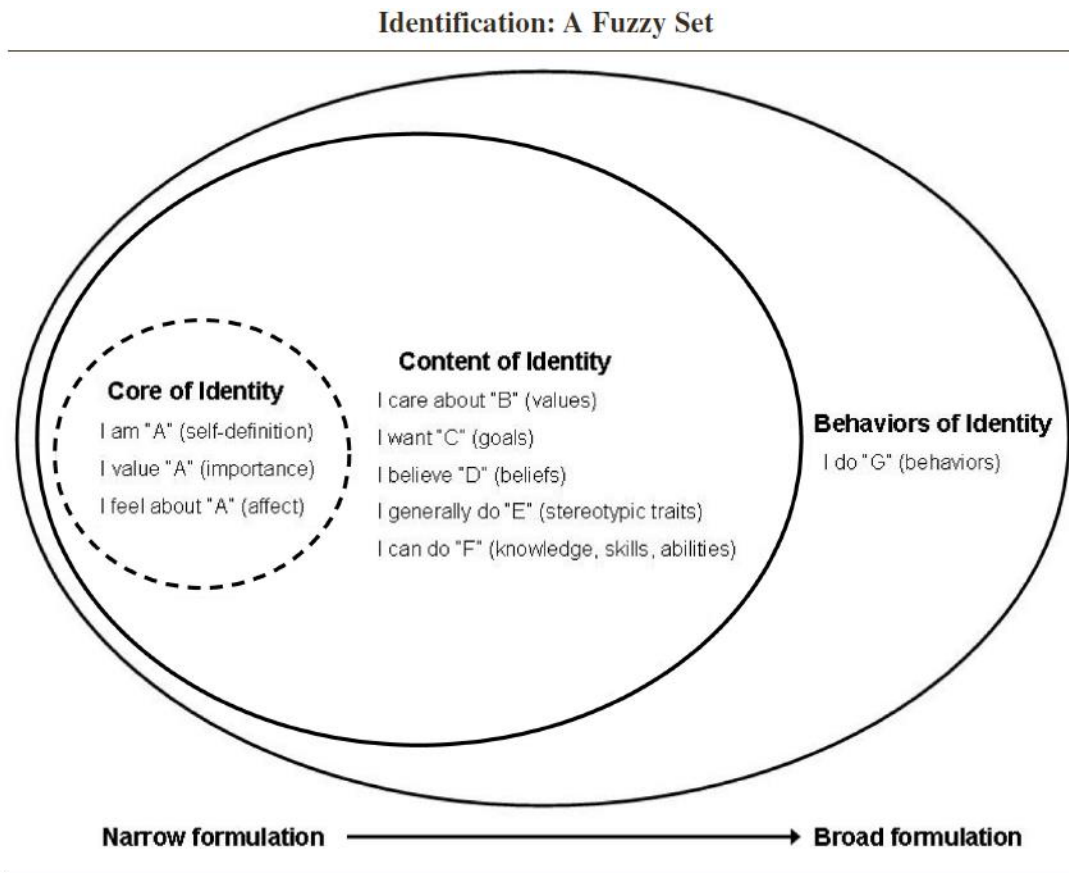 Identification: A Fuzzy Set
Core of Identity
I am "A" (self-definition)
I value "A" (importance)
I feel about "A" (affect)
Content of Identity
I care about "B" (values)
I want "C" (goals)
I believe "D" (beliefs)
I generally do "E" (stereotypic traits)
I can do "F" (knowledge, skills, abilities)
Behaviors of Identity
I do "G" (behaviors)
Narrow formulation
Broad formulation